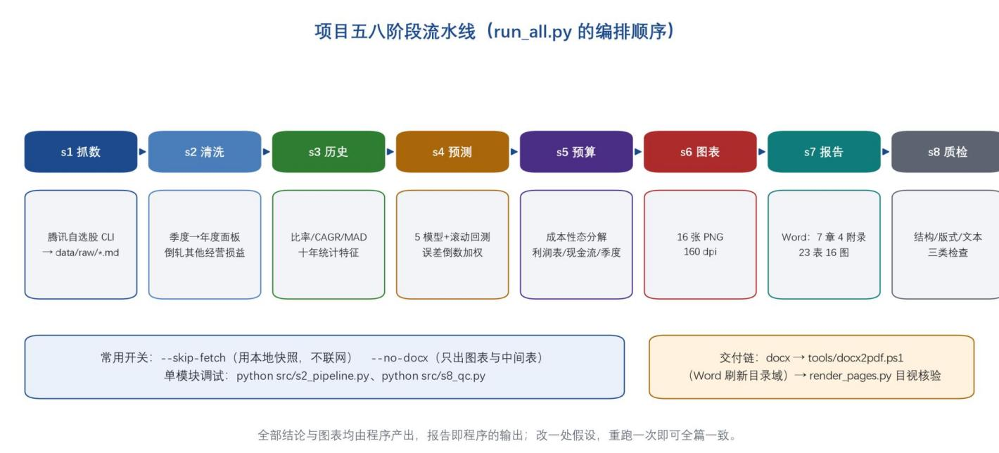 项目五八阶段流水线（run_all.py 的编排顺序）
s1 抓数
s2 清洗
s3 历史
s4 预测
s5 预算
s6 图表
s7 报告
s8 质检
腾讯自选股 CLI
→ data/raw/*.md
季度→年度面板
倒轧其他经营损益
比率/CAGR/MAD
十年统计特征
5 模型+滚动回测
误差倒数加权
成本性态分解
利润表/现金流/季度
16 张 PNG
160 dpi
Word：7 章 4 附录
23 表 16 图
结构/版式/文本
三类检查
常用开关：--skip-fetch（用本地快照，不联网） --no-docx（只出图表与中间表）
单模块调试：python src/s2_pipeline.py、python src/s8_qc.py
交付链：docx → tools/docx2pdf.ps1
（Word 刷新目录域）→ render_pages.py 目视核验
全部结论与图表均由程序产出，报告即程序的输出；改一处假设，重跑一次即可全篇一致。